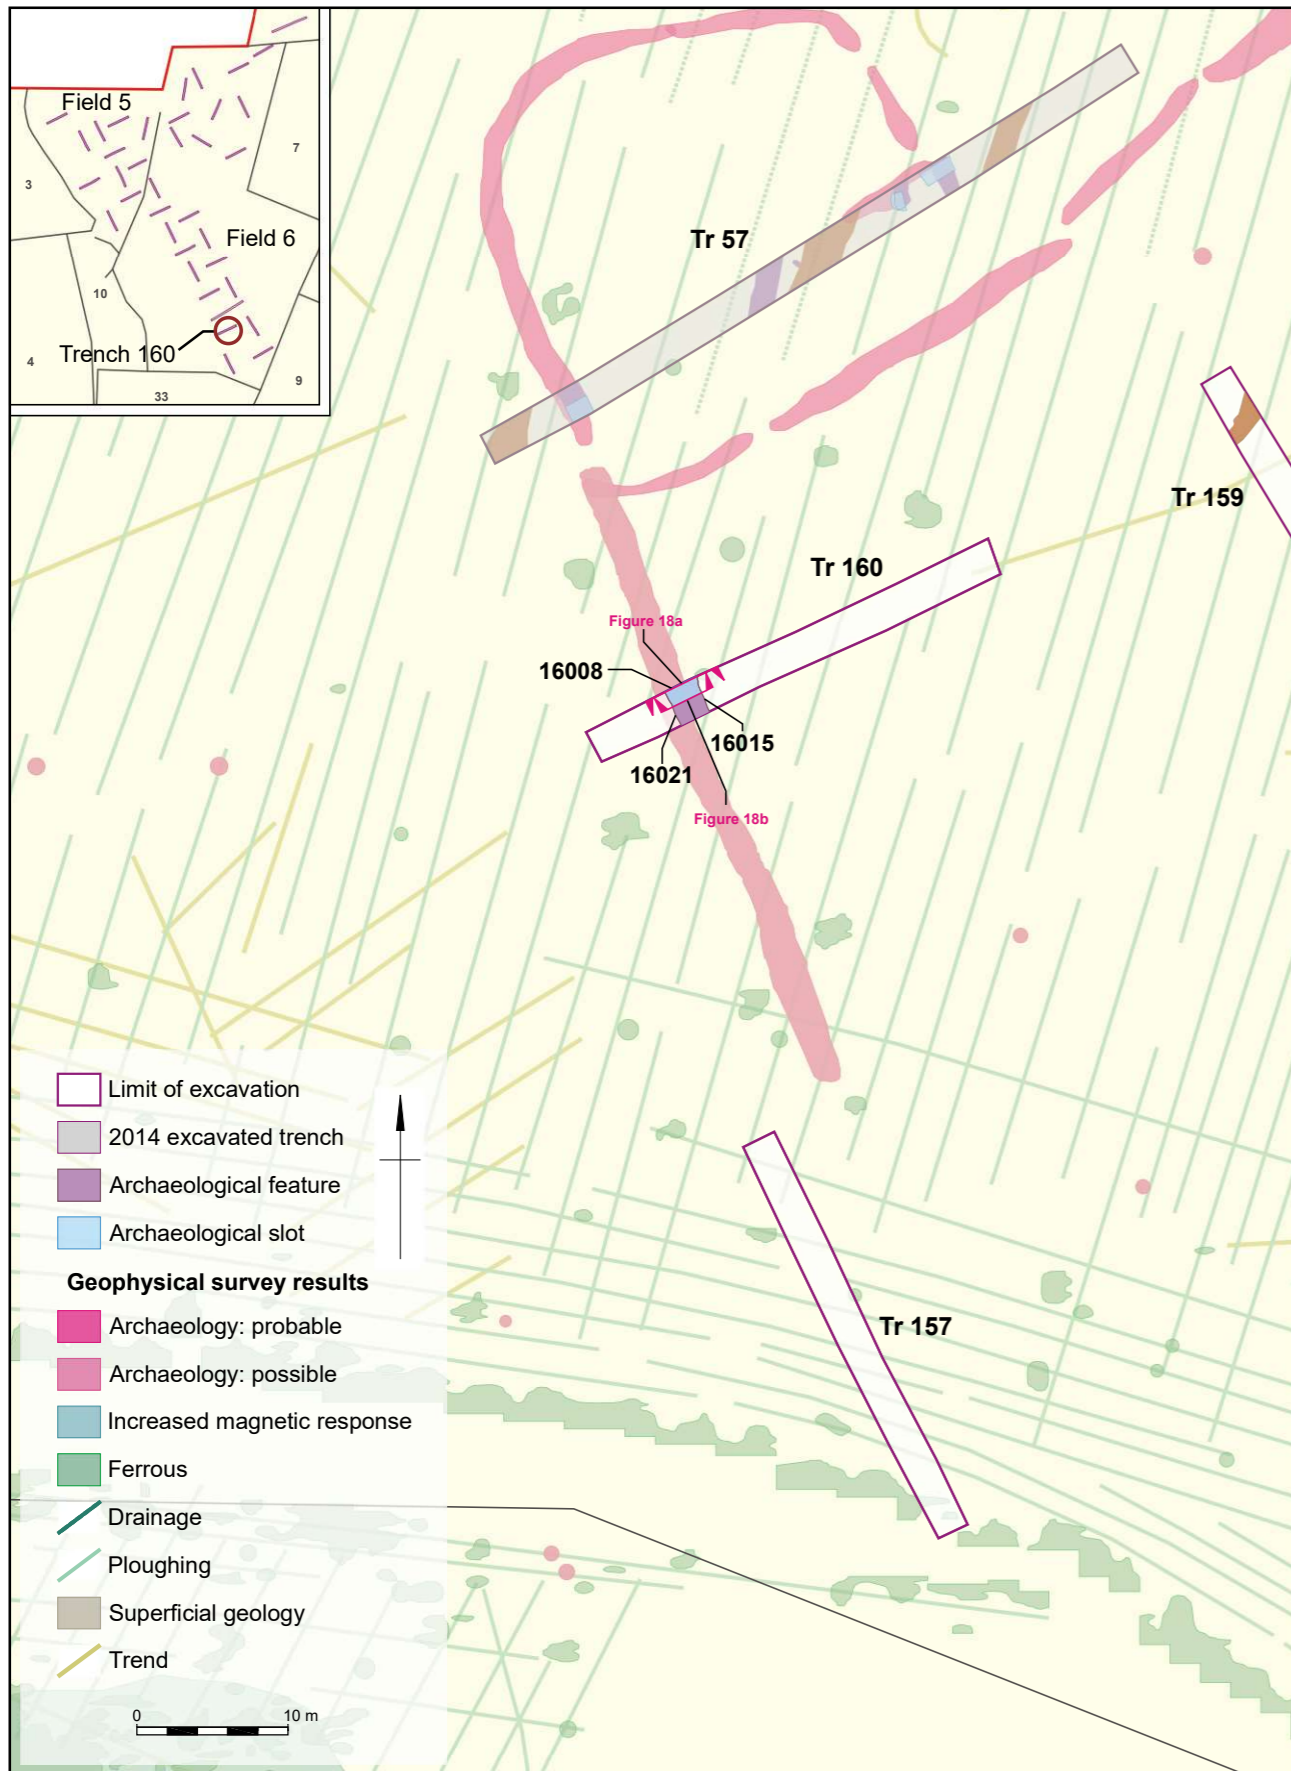 Field 5
7
3
Field 6
10
Trench 160
4
9
33
Tr 57
Tr 159
Tr 160
Figure 18a
16008
16015
16021
Figure 18b
Tr 157
Limit of excavation
2014 excavated trench
Archaeological feature
Archaeological slot
Geophysical survey results
Archaeology: probable
Archaeology: possible
Increased magnetic response
Ferrous
Drainage
Ploughing
Superficial geology
Trend
0 10 m